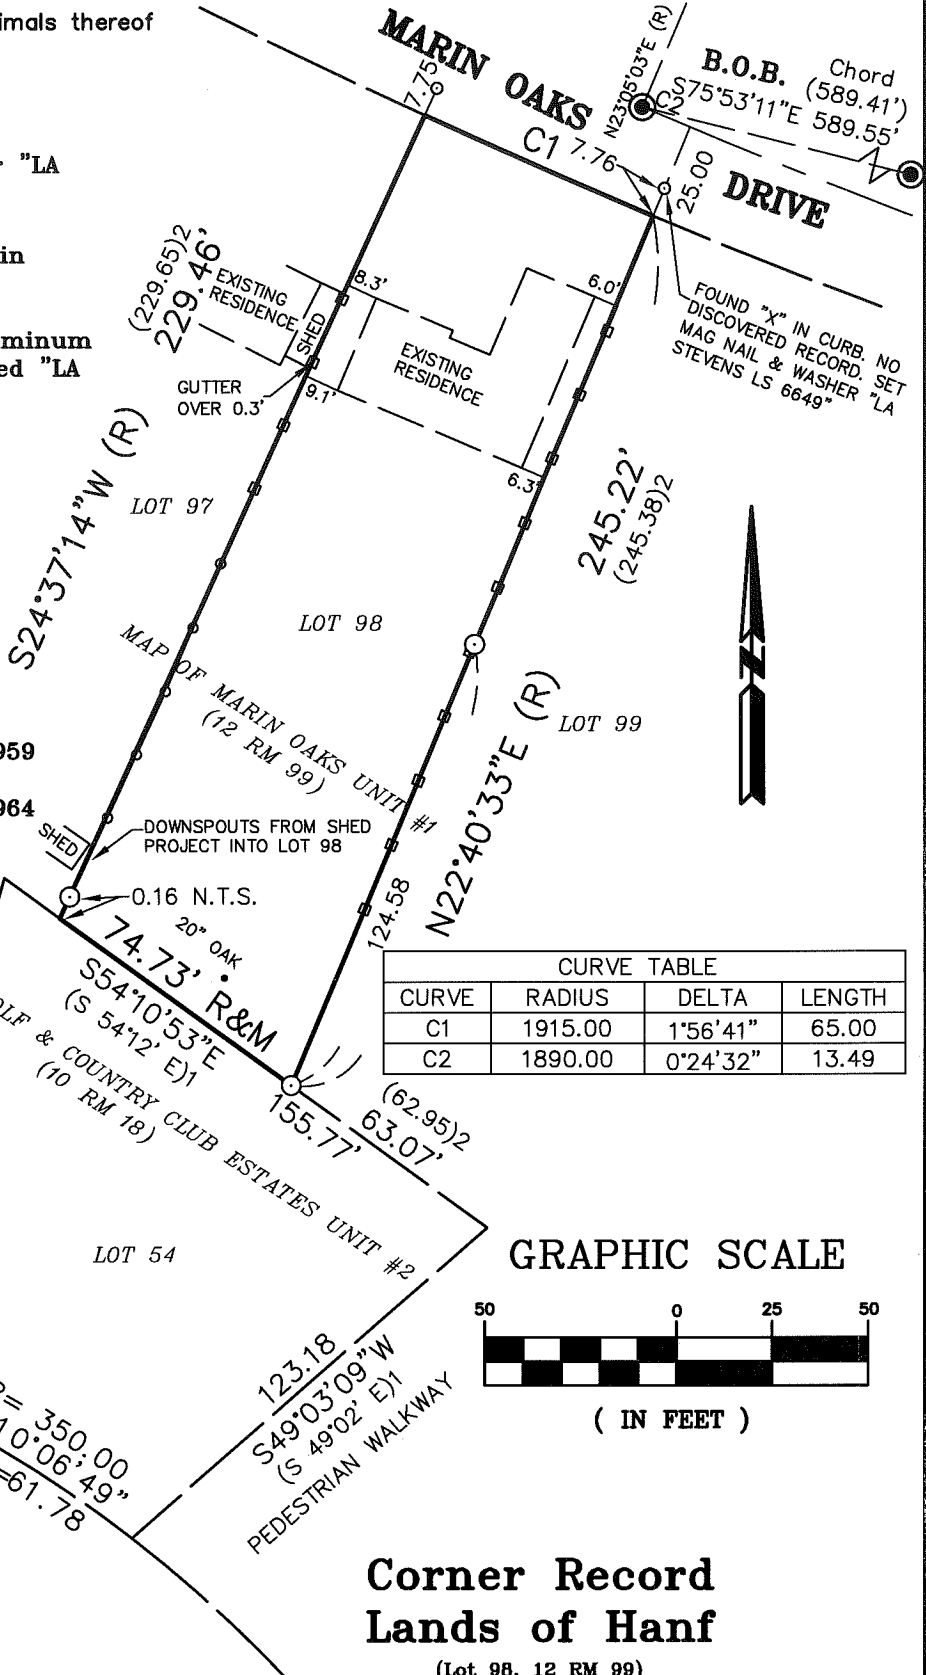 imals thereof
MARIN OAKS
DRIVE
N23°05'03"E (R)
B.O.B.
Chord
(589.41')
S75°53'11"E 589.55'
C2
7.75
C1
7.76
25.00
"LA
in
minum
ed "LA
(229.65)2
229.46'
EXISTING
RESIDENCE
SHED
8.3'
6.0'
EXISTING
RESIDENCE
FOUND "X" IN CURB. NO
DISCOVERED RECORD. SET
MAG NAIL & WASHER "LA
STEVENS LS 6649"
GUTTER
OVER 0.3'
9.1'
6.3'
S24°37'14"W (R)
LOT 97
245.22'
(245.38)2
LOT 98
MAP OF MARIN OAKS UNIT #1
(12 RM 99)
N22°40'33"E (R)
LOT 99
959
964
SHED
DOWNSPOUTS FROM SHED
PROJECT INTO LOT 98
0.16 N.T.S.
20" OAK
124.58
74.73' R&M
S54°10'53"E
(S 54°12' E)1
CURVE TABLE
CURVE RADIUS DELTA LENGTH
C1 1915.00 1°56'41" 65.00
C2 1890.00 0°24'32" 13.49
OLF & COUNTRY CLUB ESTATES UNIT #2
(10 RM 18)
155.77'
(62.95)2
63.07'
LOT 54
GRAPHIC SCALE
50 0 25 50
( IN FEET )
123.18
S49°03'09"W
(S 49°02' E)1
PEDESTRIAN WALKWAY
= 350.00
10°06'49"
=61.78
N
Corner Record
Lands of Hanf
(Lot 98, 12 RM 99)